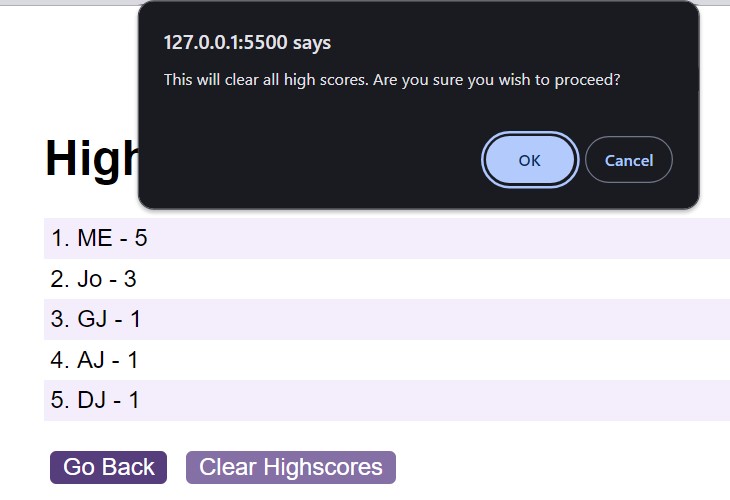 127.0.0.1:5500 says
This will clear all high scores. Are you sure you wish to proceed?
OK Cancel
High
1. ME - 5
2. Jo - 3
3. GJ - 1
4. AJ - 1
5. DJ - 1
Go Back Clear Highscores